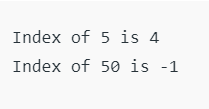 Index of 5 is 4
Index of 50 is -1